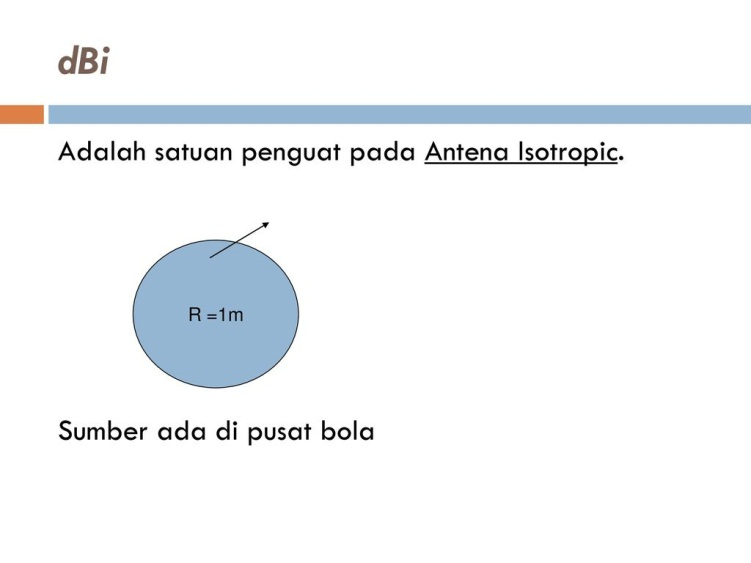 dBi
Adalah satuan penguat pada Antena Isotropic.
R =1m
Sumber ada di pusat bola